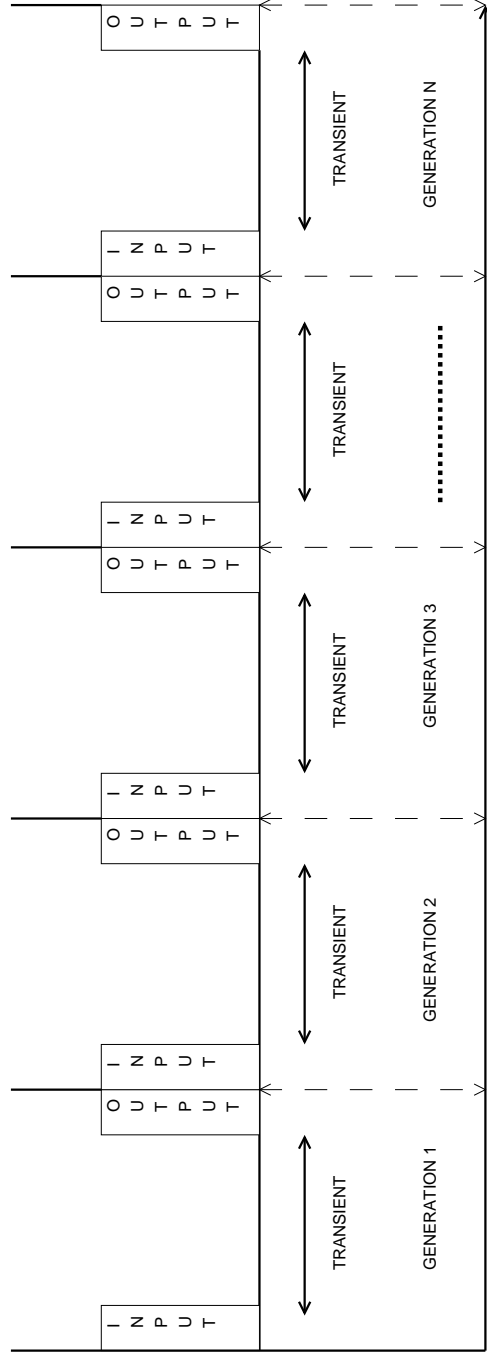 INPUT
OUTPUT
INPUT
OUTPUT
INPUT
OUTPUT
INPUT
OUTPUT
INPUT
OUTPUT
TRANSIENT
TRANSIENT
TRANSIENT
TRANSIENT
TRANSIENT
GENERATION 1
GENERATION 2
GENERATION 3
GENERATION N